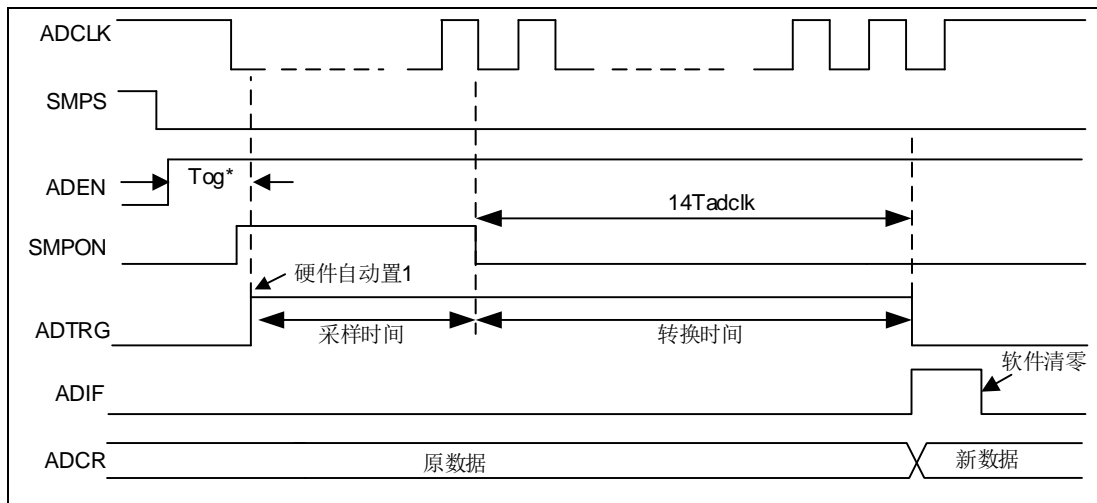 ADCLK
SMPS
ADEN
Tog*
14Tadclk
SMPON
硬件自动置1
ADTRG
采样时间
转换时间
软件清零
ADIF
ADCR
原数据
新数据